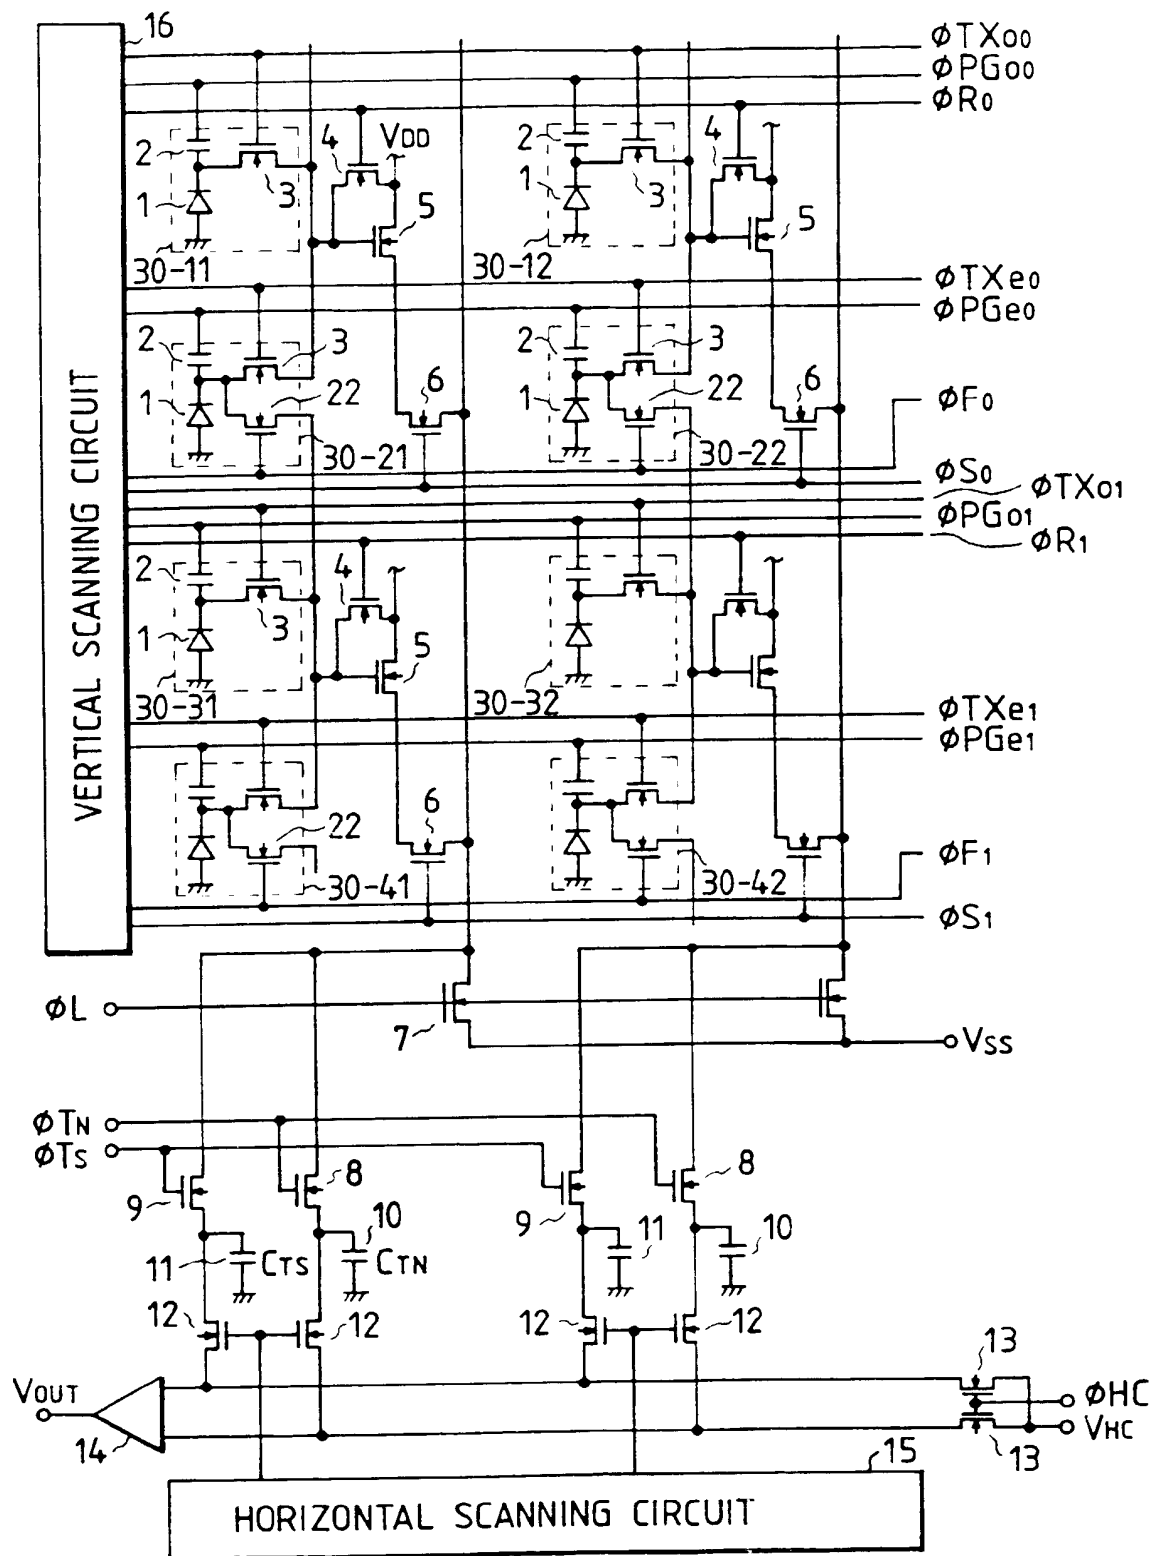 16
ϕTXo0
ϕPGo0
ϕR0
2
4
VDD
2
4
1
3
5
1
3
5
30-11
30-12
ϕTXe0
ϕPGe0
2
3
2
3
1
22
6
1
22
6
ϕF0
30-21
30-22
ϕS0
ϕTXo1
ϕPGo1
ϕR1
2
4
1
3
5
30-31
30-32
ϕTXe1
ϕPGe1
22
6
ϕF1
30-41
30-42
ϕS1
VERTICAL SCANNING CIRCUIT
ϕL
7
VSS
ϕTN
ϕTS
9
8
9
8
11
CTS
10
CTN
11
10
12
12
12
12
13
VOUT
ϕHC
VHC
14
13
15
HORIZONTAL SCANNING CIRCUIT